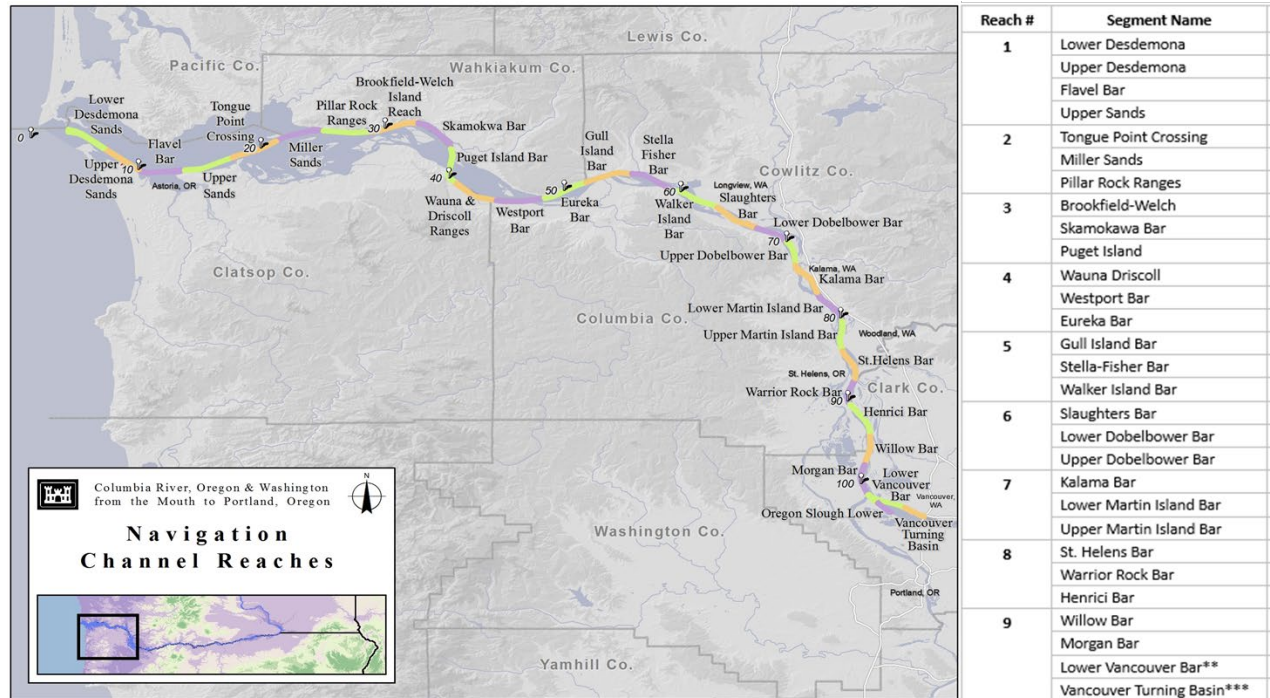 Lewis Co.
Pacific Co.
Wahkiakum Co.
Brookfield-Welch
Island
Reach
Lower
Desdemona
Sands
Tongue
Point
Crossing
Pillar Rock
Ranges
30
0
Flavel
Bar
20
Miller
Sands
Skamokwa Bar
Gull
Island
Bar
Stella
Fisher
Bar
Upper
Desdemona
Sands
10
Astoria, OR
Upper
Sands
Puget Island Bar
40
Cowlitz Co.
Wauna &
Driscoll
Ranges
Westport
Bar
50
Eureka
Bar
60
Walker
Island
Bar
Longview, WA
Slaughters
Bar
Lower Dobelbower Bar
70
Upper Dobelbower Bar
Kalama, WA
Kalama Bar
Clatsop Co.
Columbia Co.
Lower Martin Island Bar
80
Upper Martin Island Bar
Woodland, WA
St.Helens Bar
St. Helens, OR
Clark Co.
Warrior Rock Bar
90
Henrici Bar
Willow Bar
Morgan Bar
100
Lower
Vancouver
Bar
Vancouver,
WA
Oregon Slough Lower
Vancouver
Turning
Basin
Washington Co.
Portland, OR
Yamhill Co.
Columbia River, Oregon & Washington
from the Mouth to Portland, Oregon
N
Navigation
Channel Reaches
Reach # Segment Name
1 Lower Desdemona
Upper Desdemona
Flavel Bar
Upper Sands
2 Tongue Point Crossing
Miller Sands
Pillar Rock Ranges
3 Brookfield-Welch
Skamokawa Bar
Puget Island
4 Wauna Driscoll
Westport Bar
Eureka Bar
5 Gull Island Bar
Stella-Fisher Bar
Walker Island Bar
6 Slaughters Bar
Lower Dobelbower Bar
Upper Dobelbower Bar
7 Kalama Bar
Lower Martin Island Bar
Upper Martin Island Bar
8 St. Helens Bar
Warrior Rock Bar
Henrici Bar
9 Willow Bar
Morgan Bar
Lower Vancouver Bar**
Vancouver Turning Basin***